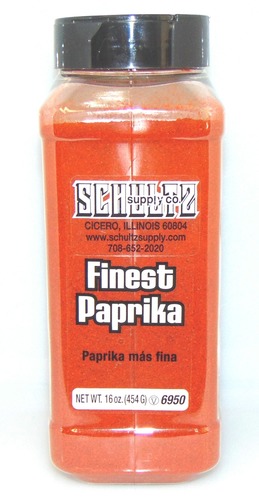 SCHULTZ
supply co.
CICERO, ILLINOIS 60804
www.schultzsupply.com
708-652-2020
Finest
Paprika
Paprika más fina
NET WT. 16 oz. (454 G) Ⓥ 6950